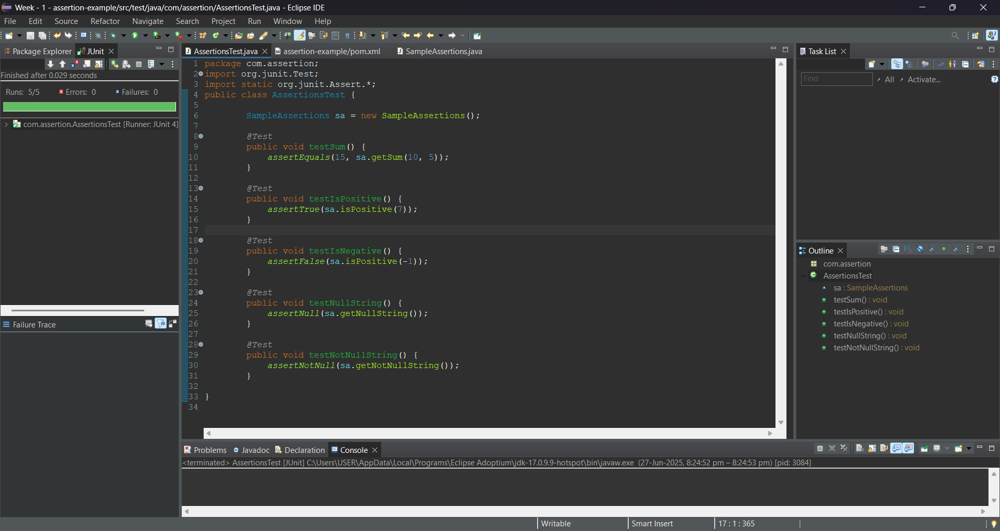 Week - 1 - assertion-example/src/test/java/com/assertion/AssertionsTest.java - Eclipse IDE
File Edit Source Refactor Navigate Search Project Run Window Help
Package Explorer JUnit
Finished after 0.029 seconds
Runs: 5/5 Errors: 0 Failures: 0
com.assertion.AssertionsTest [Runner: JUnit 4]
Failure Trace
AssertionsTest.java assertion-example/pom.xml SampleAssertions.java
1 package com.assertion;
2 import org.junit.Test;
3 import static org.junit.Assert.*;
4 public class AssertionsTest {
5
6 SampleAssertions sa = new SampleAssertions();
7
8 @Test
9 public void testSum() {
10 assertEquals(15, sa.getSum(10, 5));
11 }
12
13 @Test
14 public void testIsPositive() {
15 assertTrue(sa.isPositive(7));
16 }
17
18 @Test
19 public void testIsNegative() {
20 assertFalse(sa.isPositive(-1));
21 }
22
23 @Test
24 public void testNullString() {
25 assertNull(sa.getNullString());
26 }
27
28 @Test
29 public void testNotNullString() {
30 assertNotNull(sa.getNotNullString());
31 }
32
33 }
34
Task List
Find All Activate...
Outline
com.assertion
AssertionsTest
sa : SampleAssertions
testSum() : void
testIsPositive() : void
testIsNegative() : void
testNullString() : void
testNotNullString() : void
Problems Javadoc Declaration Console
<terminated> AssertionsTest [JUnit] C:\Users\USER\AppData\Local\Programs\Eclipse Adoptium\jdk-17.0.9.9-hotspot\bin\javaw.exe (27-Jun-2025, 8:24:52 pm – 8:24:53 pm) [pid: 3084]
Writable Smart Insert 17 : 1 : 365